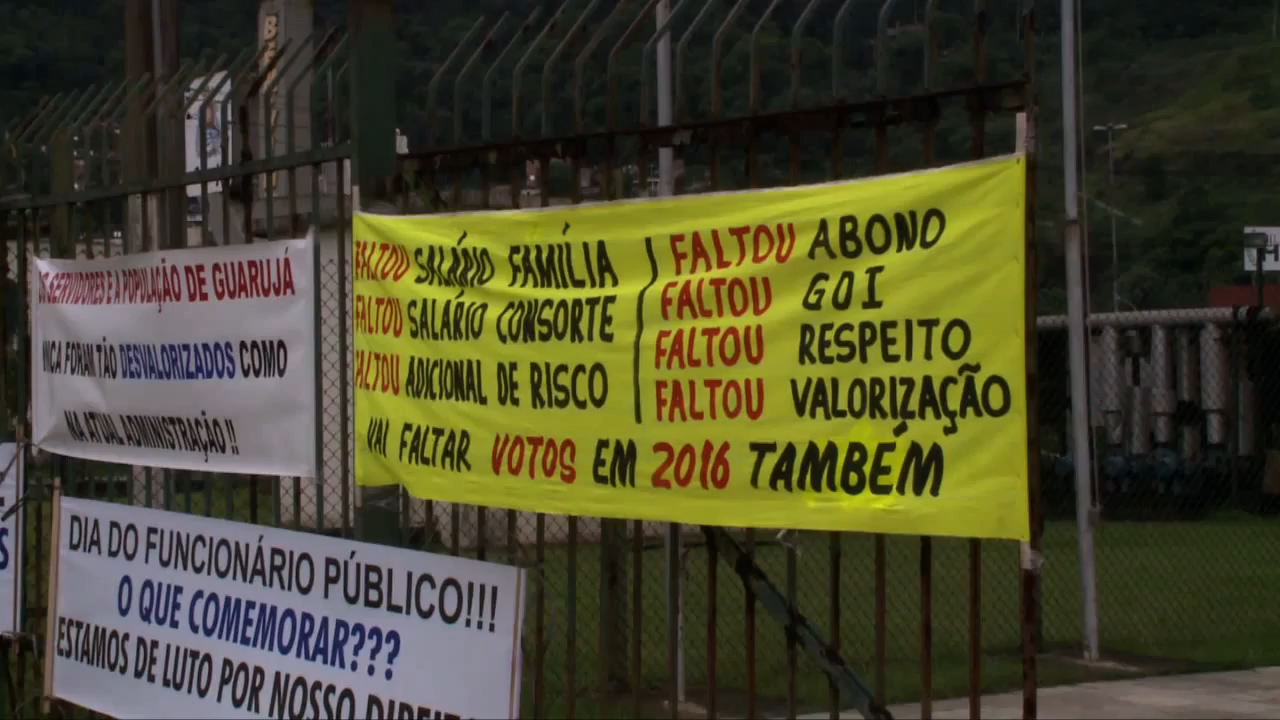 OS SERVIDORES E A POPULAÇÃO DE GUARUJÁ
FORAM TÃO DESVALORIZADOS COMO
NA ATUAL ADMINISTRAÇÃO !!
FALTOU SALÁRIO FAMÍLIA
FALTOU SALÁRIO CONSORTE
FALTOU ADICIONAL DE RISCO
FALTOU ABONO
FALTOU GDI
FALTOU RESPEITO
FALTOU VALORIZAÇÃO
VAI FALTAR VOTOS EM 2016 TAMBÉM
DIA DO FUNCIONÁRIO PÚBLICO!!!
O QUE COMEMORAR???
ESTAMOS DE LUTO POR NOSSO